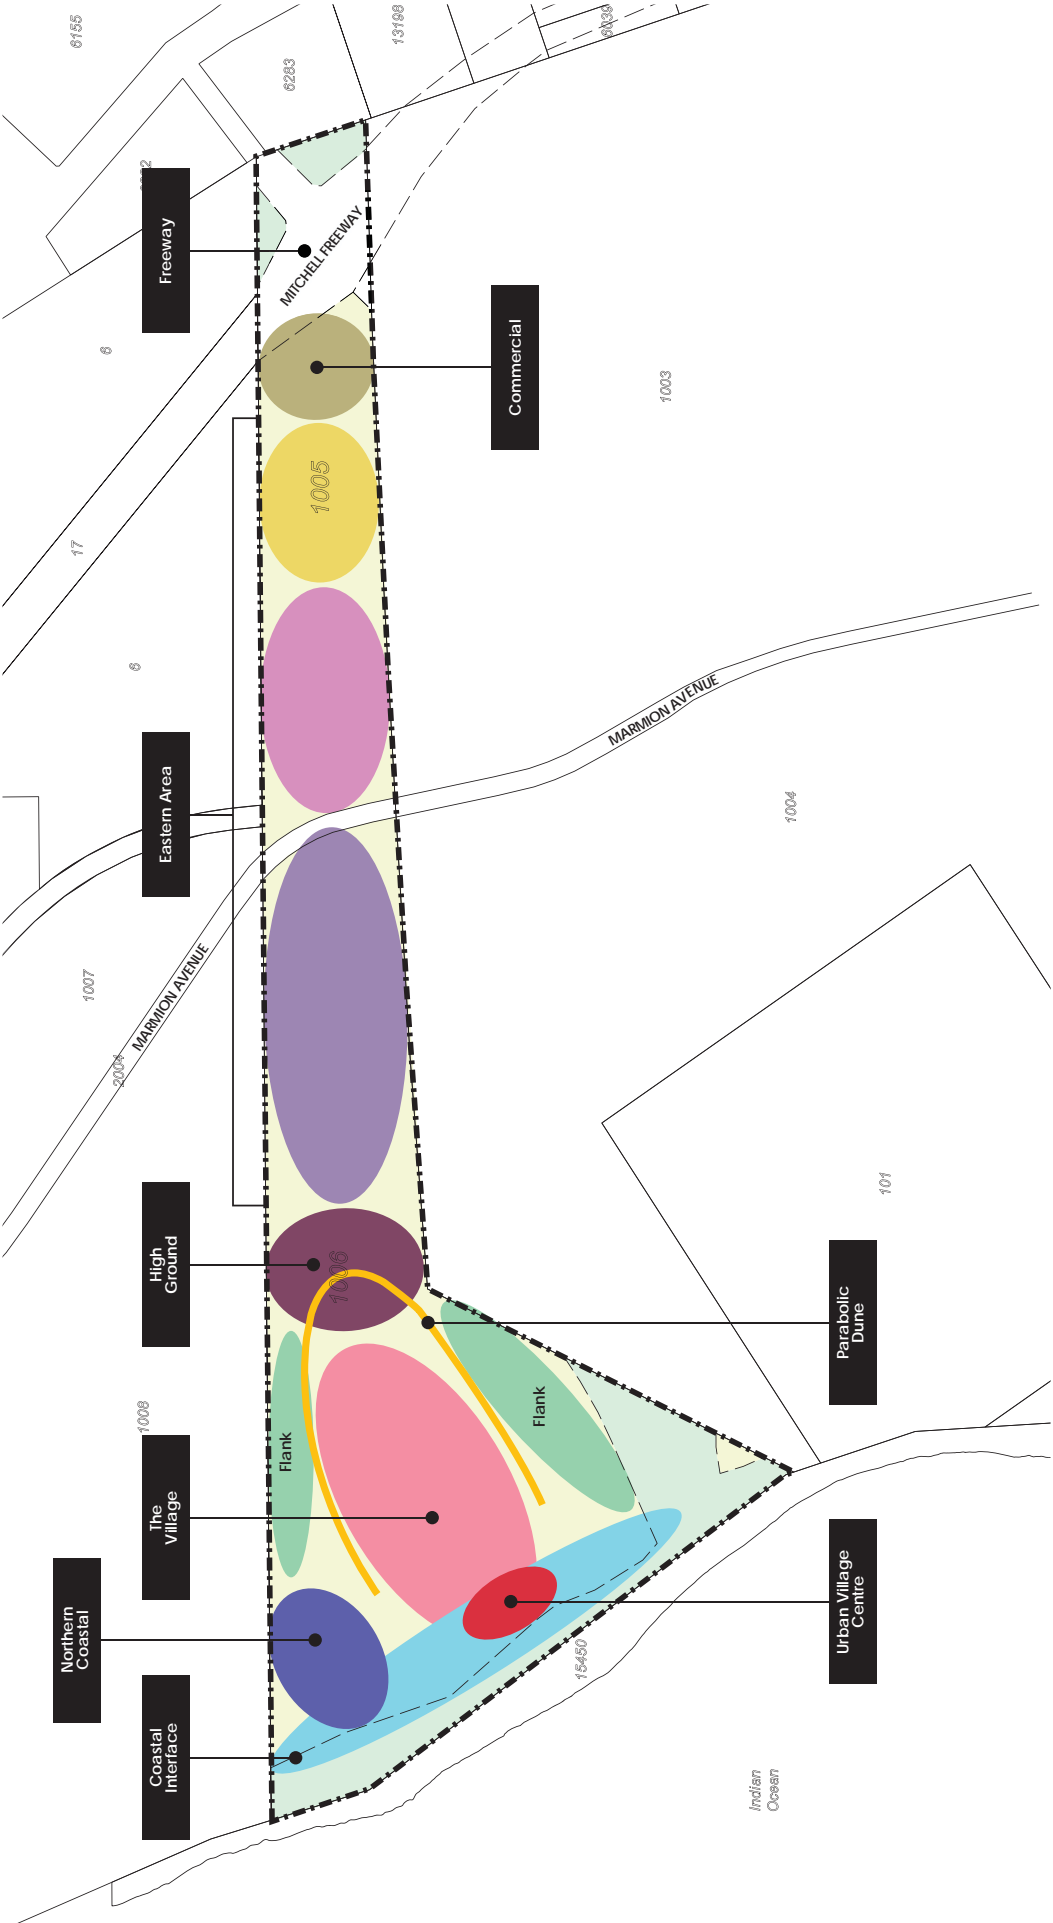 6155
13198
6039
6283
Freeway
MITCHELL FREEWAY
6
Commercial
1003
1005
17
6
MARMION AVENUE
Eastern Area
1004
1007
MARMION AVENUE
2004
101
High
Ground
1006
Parabolic
Dune
1008
Flank
Flank
The
Village
Northern
Coastal
Urban Village
Centre
15450
Coastal
Interface
Indian
Ocean